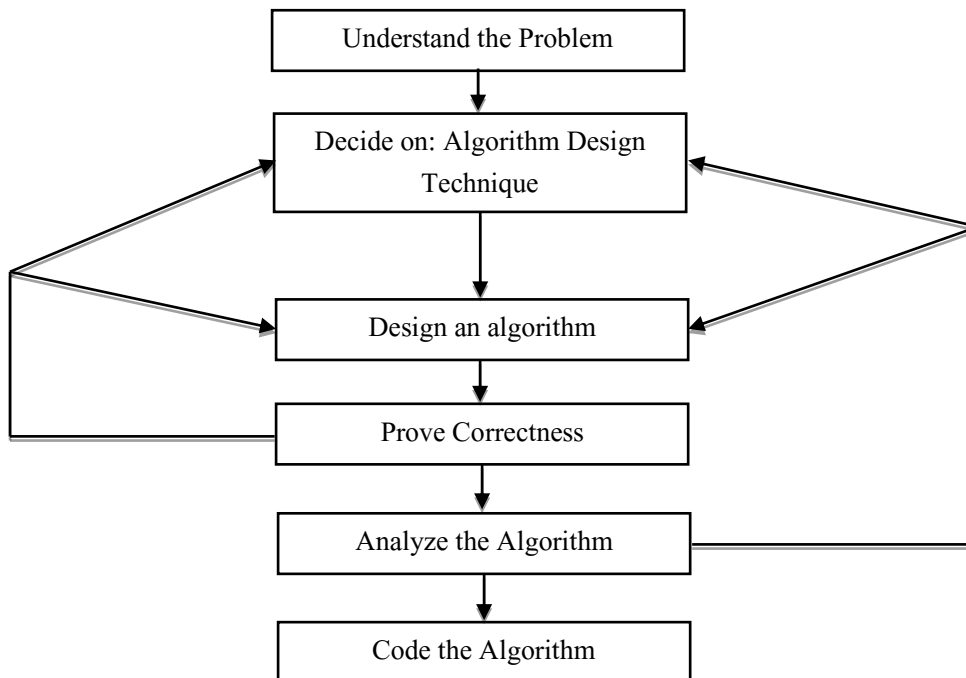 Understand the Problem
Decide on: Algorithm Design
Technique
Design an algorithm
Prove Correctness
Analyze the Algorithm
Code the Algorithm